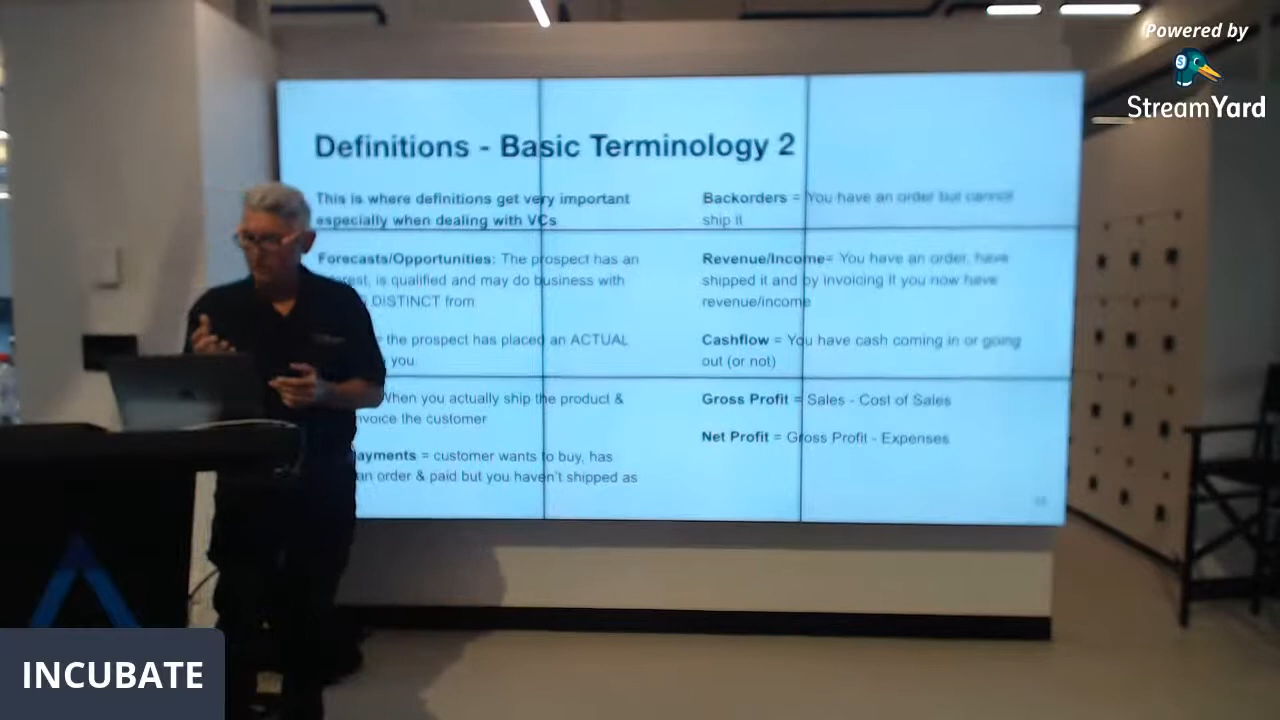 Powered by
StreamYard
Definitions - Basic Terminology 2
This is where definitions get very important
especially when dealing with VCs
Forecasts/Opportunities: The prospect has an
is qualified and may do business with
DISTINCT from
the prospect has placed an ACTUAL
you
When you actually ship the product &
invoice the customer
ayments = customer wants to buy, has
an order & paid but you haven't shipped as
Backorders = You have an order but cannot
ship it
Revenue/Income= You have an order, have
shipped it and by invoicing it you now have
revenue/income
Cashflow = You have cash coming in or going
out (or not)
Gross Profit = Sales - Cost of Sales
Net Profit = Gross Profit - Expenses
INCUBATE